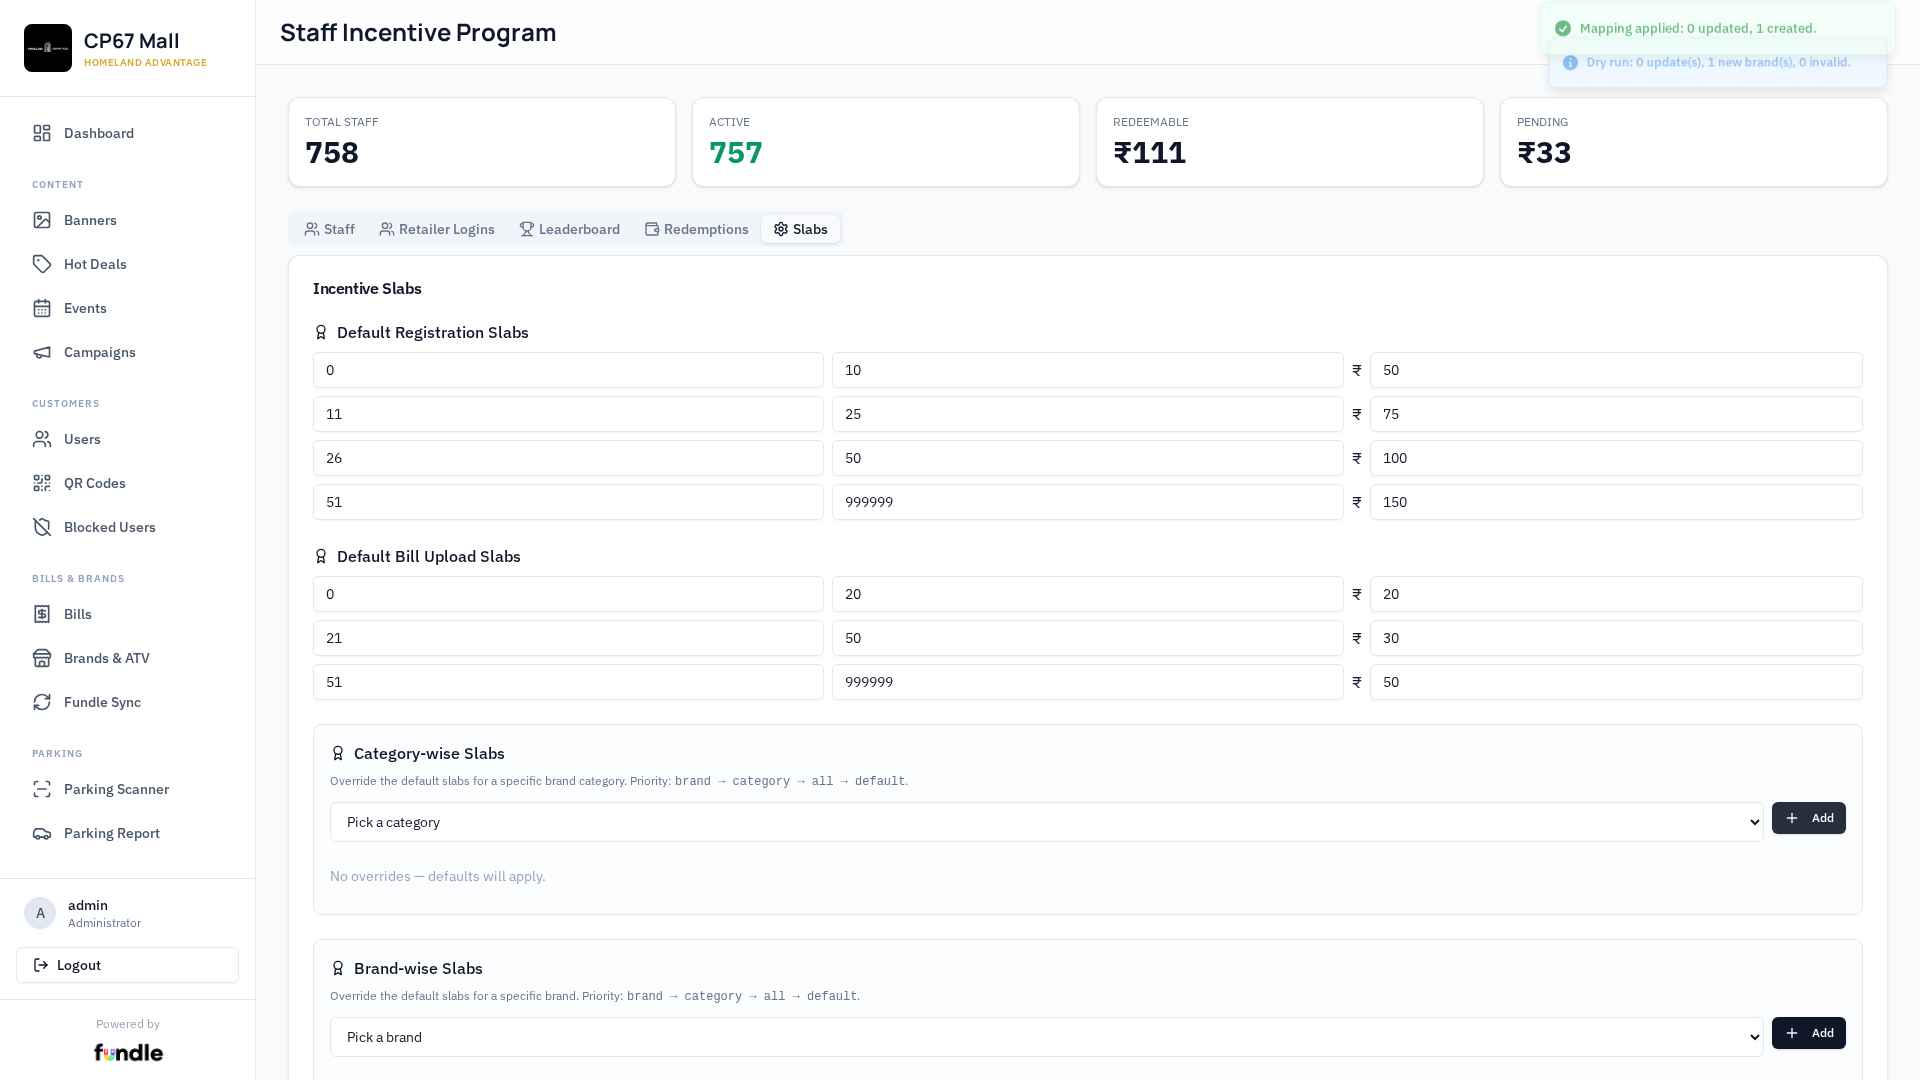 CP67 Mall
HOMELAND ADVANTAGE
Dashboard
CONTENT
Banners
Hot Deals
Events
Campaigns
CUSTOMERS
Users
QR Codes
Blocked Users
BILLS & BRANDS
Bills
Brands & ATV
Fundle Sync
PARKING
Parking Scanner
Parking Report
A
admin
Administrator
Logout
Powered by
fundle
Staff Incentive Program
Mapping applied: 0 updated, 1 created.
Dry run: 0 update(s), 1 new brand(s), 0 invalid.
TOTAL STAFF
758
ACTIVE
757
REDEEMABLE
₹111
PENDING
₹33
Staff
Retailer Logins
Leaderboard
Redemptions
Slabs
Incentive Slabs
Default Registration Slabs
0 10 ₹ 50
11 25 ₹ 75
26 50 ₹ 100
51 999999 ₹ 150
Default Bill Upload Slabs
0 20 ₹ 20
21 50 ₹ 30
51 999999 ₹ 50
Category-wise Slabs
Override the default slabs for a specific brand category. Priority: brand → category → all → default.
Pick a category
Add
No overrides — defaults will apply.
Brand-wise Slabs
Override the default slabs for a specific brand. Priority: brand → category → all → default.
Pick a brand
Add